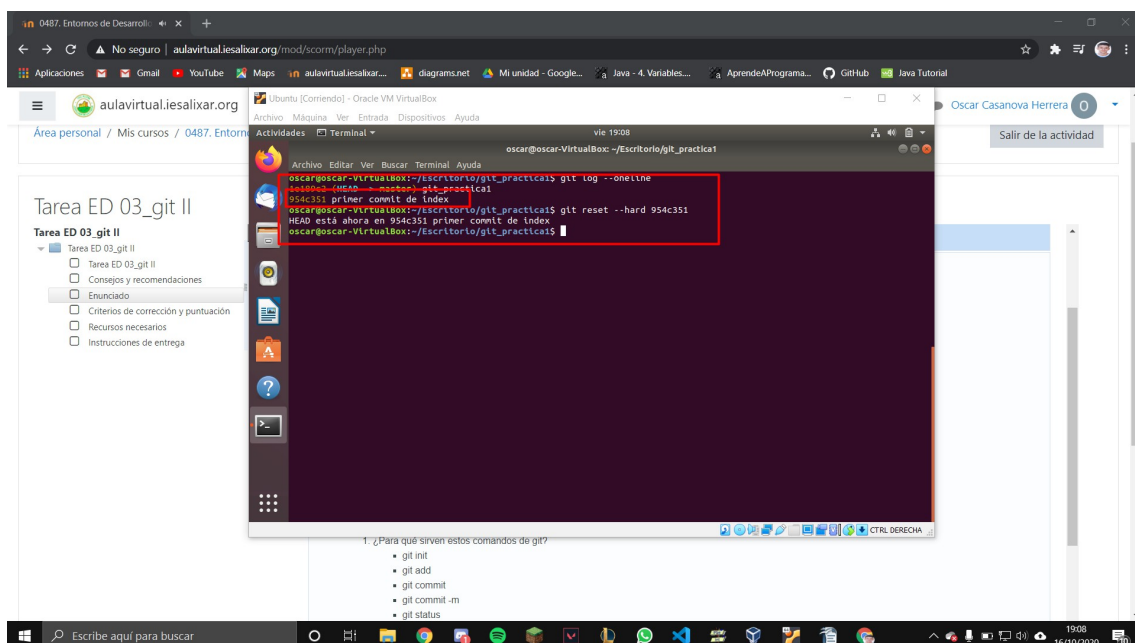 0487. Entornos de Desarrollo
No seguro | aulavirtual.iesalixar.org/mod/scorm/player.php
Aplicaciones Gmail YouTube Maps aulavirtual.iesalixar.... diagrams.net Mi unidad - Google... Java - 4. Variables.... AprendeAPrograma... GitHub Java Tutorial
aulavirtual.iesalixar.org
Oscar Casanova Herrera O
Área personal / Mis cursos / 0487. Entorn
Salir de la actividad
Tarea ED 03_git II
Tarea ED 03_git II
Tarea ED 03_git II
Consejos y recomendaciones
Enunciado
Criterios de corrección y puntuación
Recursos necesarios
Instrucciones de entrega
Ubuntu [Corriendo] - Oracle VM VirtualBox
Archivo Máquina Ver Entrada Dispositivos Ayuda
Actividades Terminal vie 19:08
oscar@oscar-VirtualBox: ~/Escritorio/git_practica1
Archivo Editar Ver Buscar Terminal Ayuda
oscar@oscar-VirtualBox:~/Escritorio/git_practica1$ git log --oneline
(HEAD -> master) git_practica1
954c351 primer commit de index
oscar@oscar-VirtualBox:~/Escritorio/git_practica1$ git reset --hard 954c351
HEAD está ahora en 954c351 primer commit de index
oscar@oscar-VirtualBox:~/Escritorio/git_practica1$
CTRL DERECHA
1. ¿Para qué sirven estos comandos de git?
git init
git add
git commit
git commit -m
git status
Escribe aquí para buscar
19:08
16/10/2020